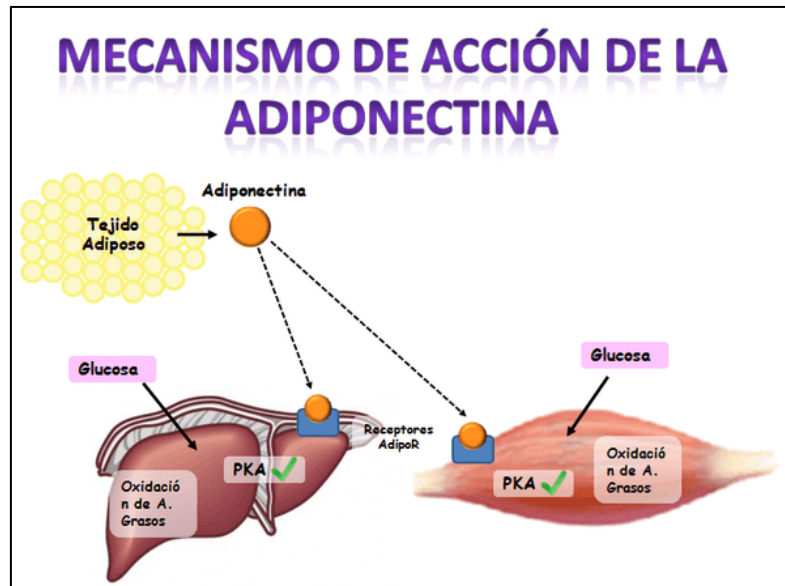 MECANISMO DE ACCIÓN DE LA
ADIPONECTINA
Adiponectina
Tejido
Adiposo
Glucosa
Glucosa
Receptores
AdipoR
PKA
Oxidació
n de A.
Grasos
PKA
Oxidació
n de A.
Grasos